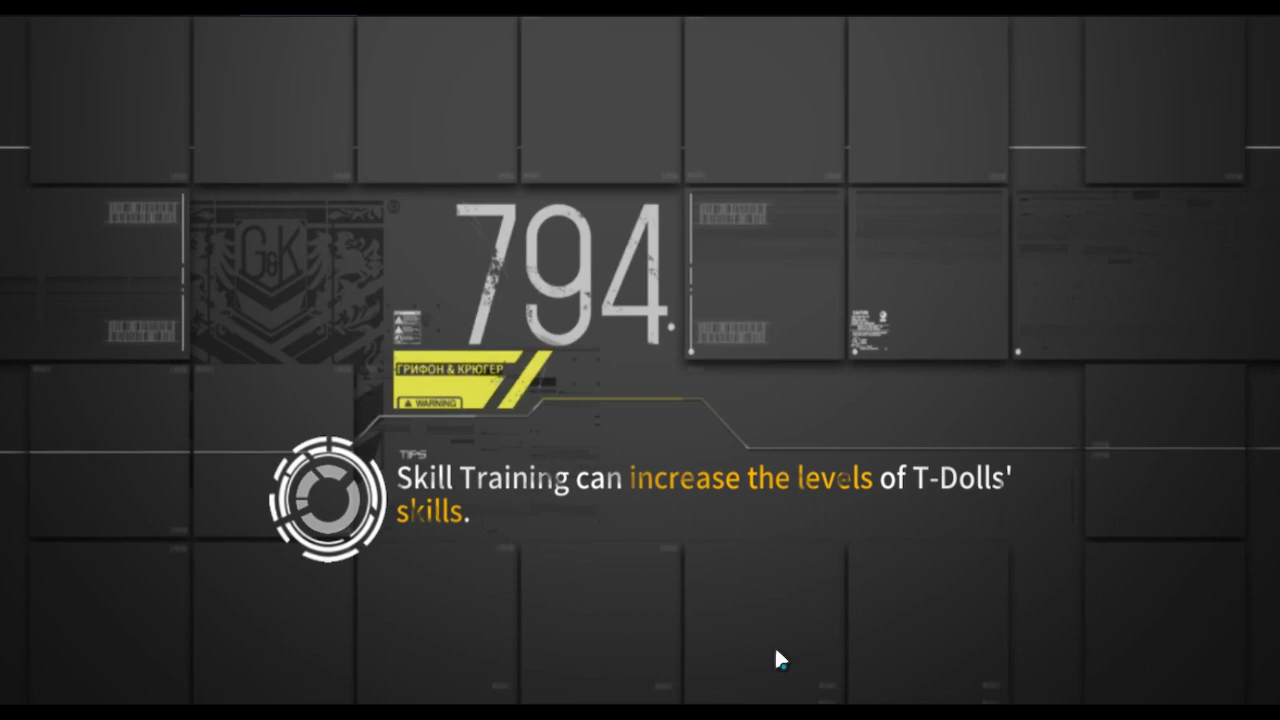 G&K
794.
ГРИФОН & КРЮГЕР
WARNING
TIPS
Skill Training can increase the levels of T-Dolls'
skills.